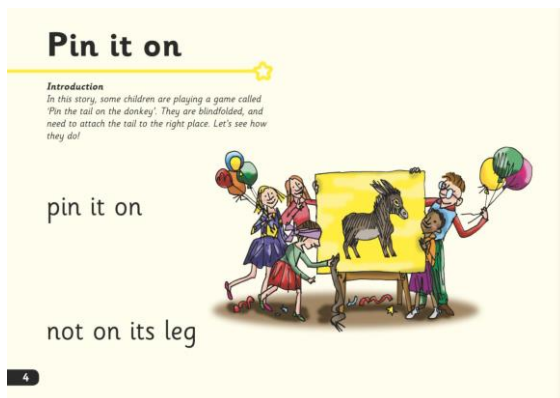 Pin it on
Introduction
In this story, some children are playing a game called
'Pin the tail on the donkey'. They are blindfolded, and
need to attach the tail to the right place. Let's see how
they do!
pin it on
not on its leg
4